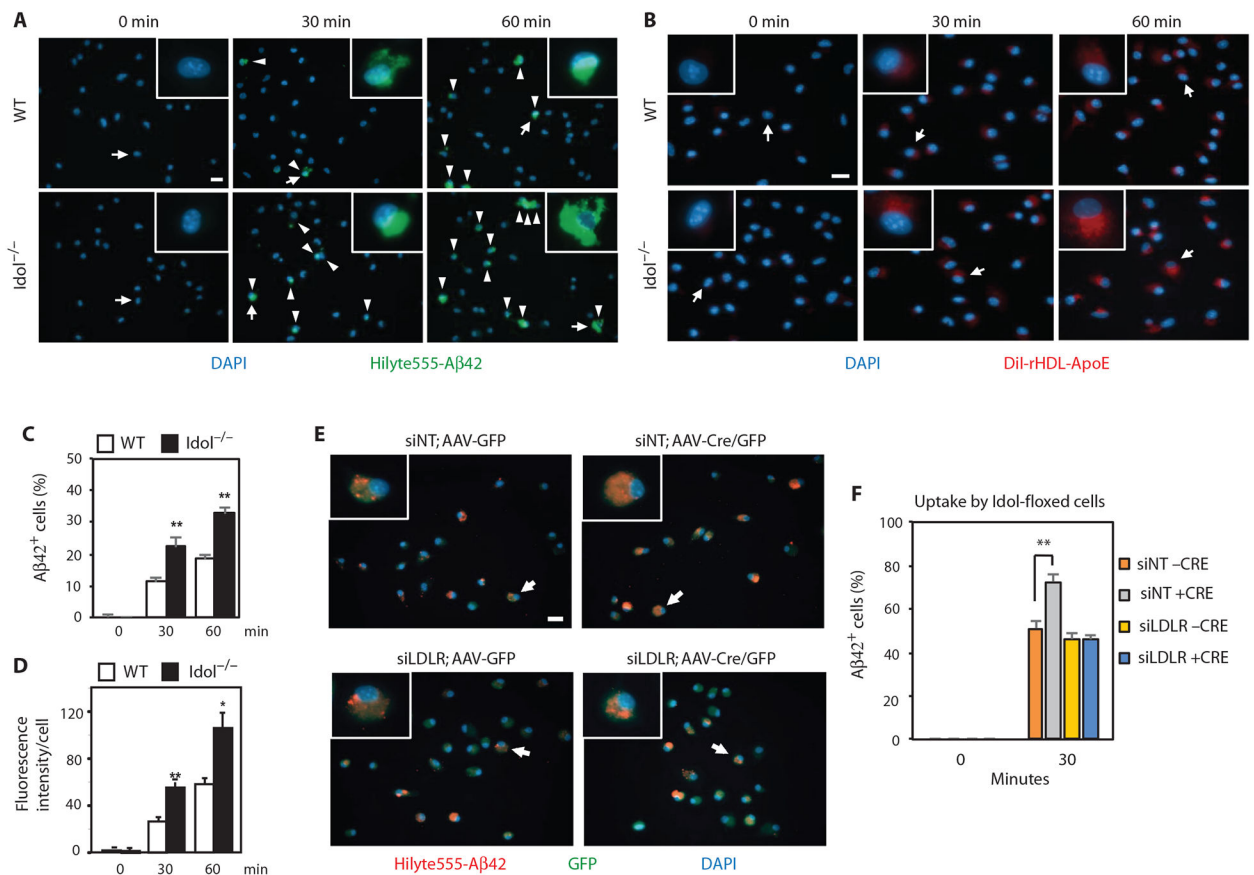 A
0 min
30 min
60 min
WT
Idol−/−
DAPI
Hilyte555-Aβ42
B
0 min
30 min
60 min
WT
Idol−/−
DAPI
DiI-rHDL-ApoE
C
WT
Idol−/−
Aβ42+ cells (%)
50
40
30
20
10
0
**
**
0
30
60
min
D
WT
Idol−/−
Fluorescence
intensity/cell
120
80
40
0
**
*
0
30
60
min
E
siNT; AAV-GFP
siNT; AAV-Cre/GFP
siLDLR; AAV-GFP
siLDLR; AAV-Cre/GFP
Hilyte555-Aβ42
GFP
DAPI
F
Uptake by Idol-floxed cells
Aβ42+ cells (%)
100
80
60
40
20
0
**
0
30
Minutes
siNT –CRE
siNT +CRE
siLDLR –CRE
siLDLR +CRE